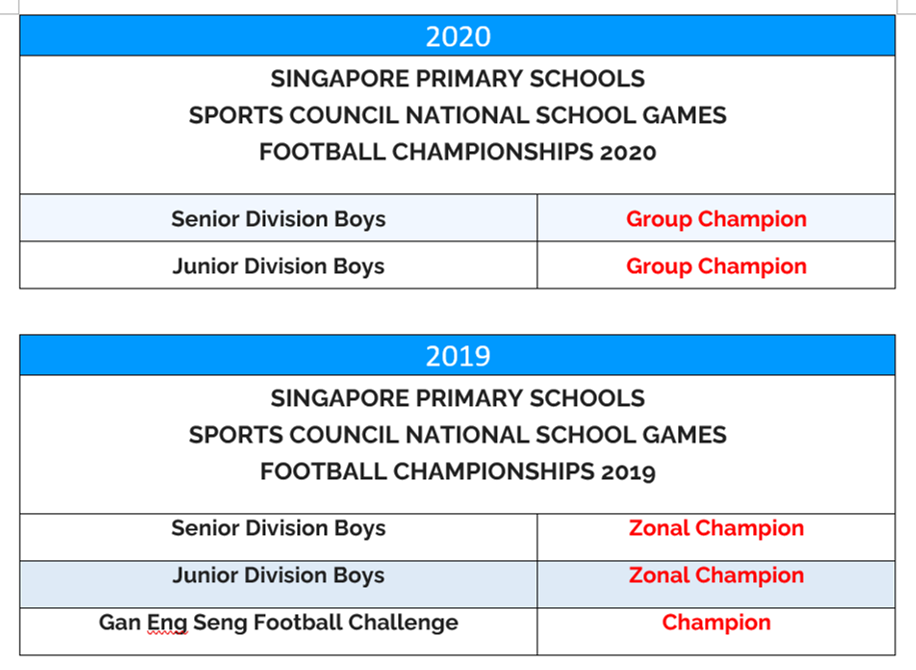 2020
SINGAPORE PRIMARY SCHOOLS
SPORTS COUNCIL NATIONAL SCHOOL GAMES
FOOTBALL CHAMPIONSHIPS 2020
Senior Division Boys Group Champion
Junior Division Boys Group Champion
2019
SINGAPORE PRIMARY SCHOOLS
SPORTS COUNCIL NATIONAL SCHOOL GAMES
FOOTBALL CHAMPIONSHIPS 2019
Senior Division Boys Zonal Champion
Junior Division Boys Zonal Champion
Gan Eng Seng Football Challenge Champion